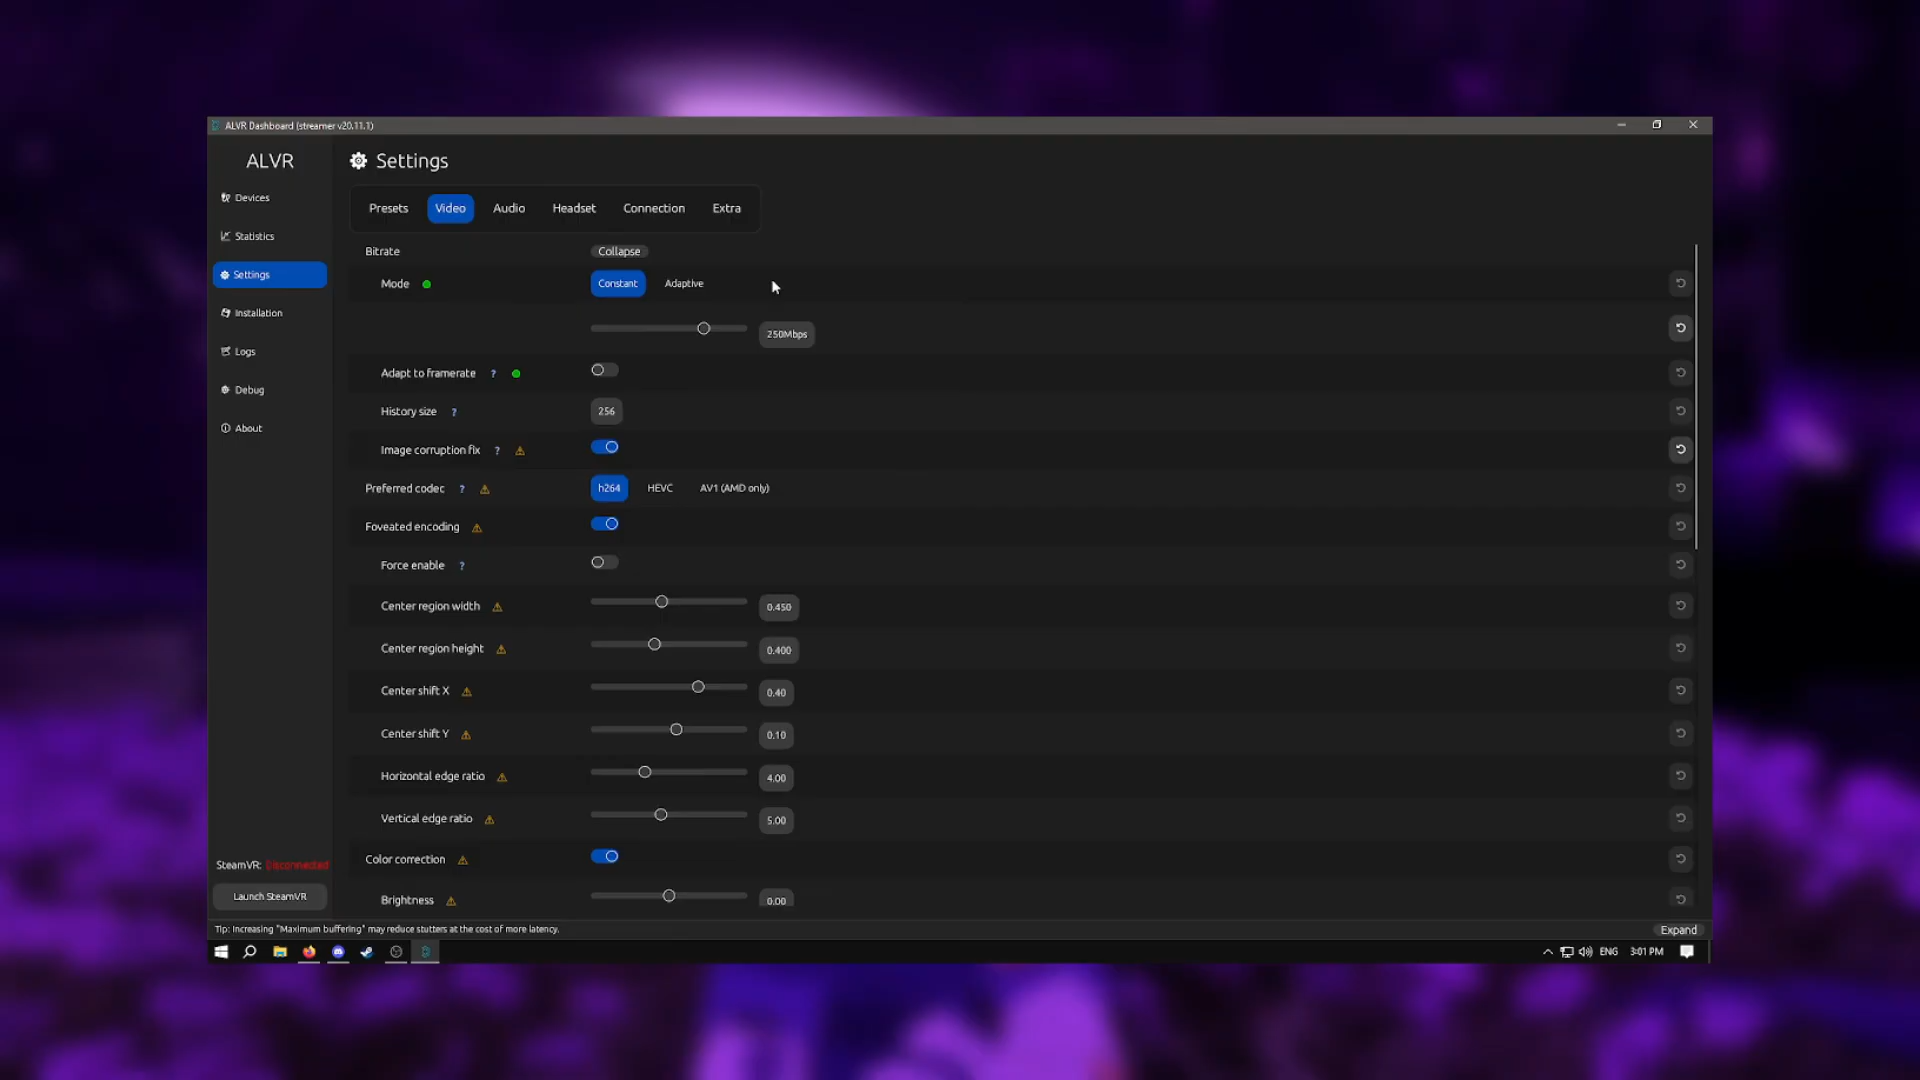 ALVR Dashboard (streamer v20.11.1)
ALVR
Settings
Devices
Statistics
Settings
Installation
Logs
Debug
About
SteamVR: Disconnected
Launch SteamVR
Presets Video Audio Headset Connection Extra
Bitrate Collapse
Mode Constant Adaptive
250Mbps
Adapt to framerate ?
History size ? 256
Image corruption fix ?
Preferred codec ? h264 HEVC AV1 (AMD only)
Foveated encoding
Force enable ?
Center region width 0.450
Center region height 0.400
Center shift X 0.40
Center shift Y 0.10
Horizontal edge ratio 4.00
Vertical edge ratio 5.00
Color correction
Brightness 0.00
Tip: Increasing "Maximum buffering" may reduce stutters at the cost of more latency. Expand
ENG 3:01 PM